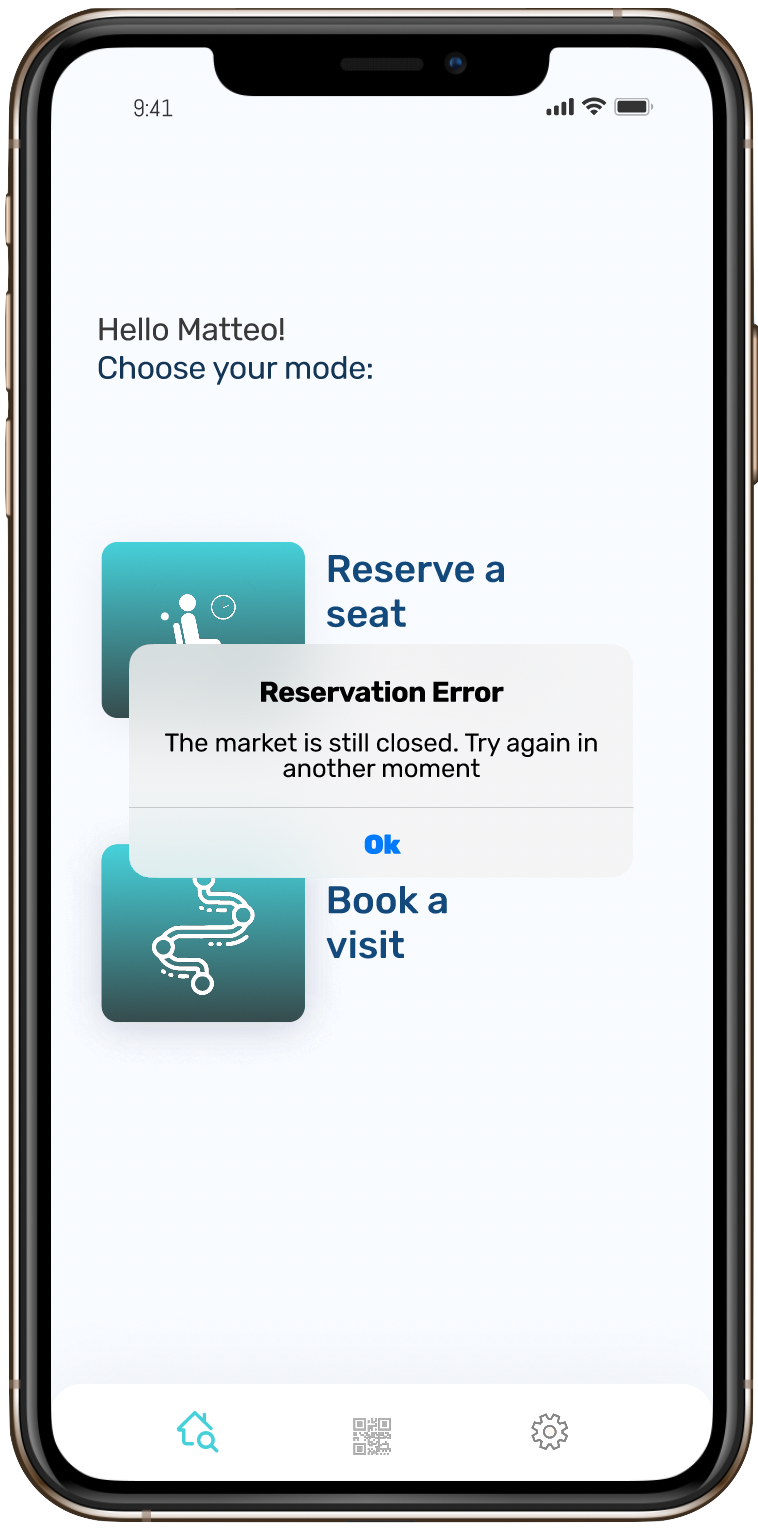 9:41
Hello Matteo!
Choose your mode:
Reserve a
seat
Reservation Error
The market is still closed. Try again in
another moment
Ok
Book a
visit